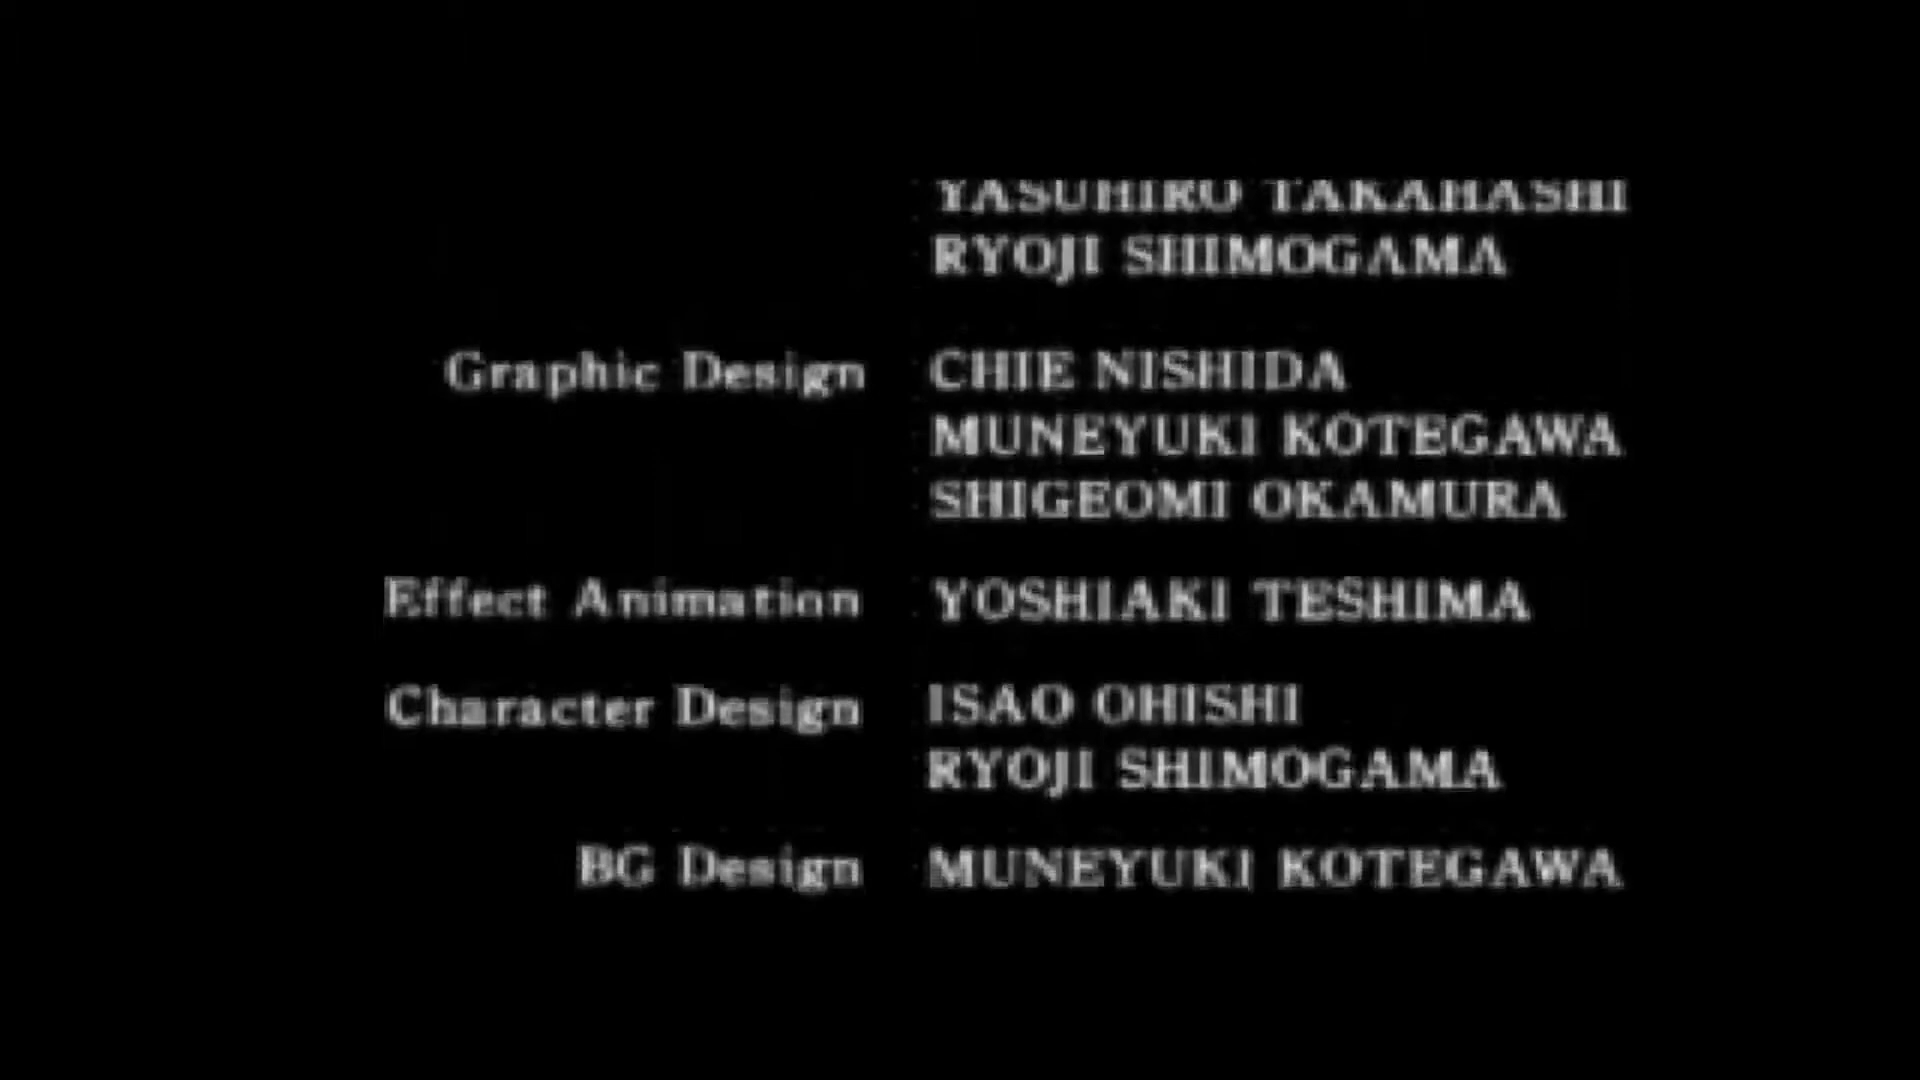 YASUHIRO TAKAHASHI
RYOJI SHIMOGAMA
Graphic Design CHIE NISHIDA
MUNEYUKI KOTEGAWA
SHIGEOMI OKAMURA
Effect Animation YOSHIAKI TESHIMA
Character Design ISAO OHISHI
RYOJI SHIMOGAMA
BG Design MUNEYUKI KOTEGAWA